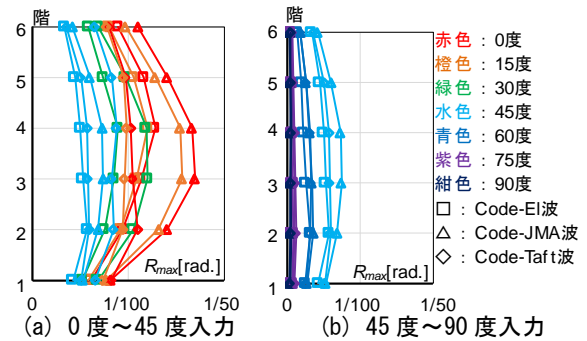 階
6
5
4
3
2
1
Rmax[rad.]
0 1/100 1/50
(a) 0度～45度入力
階
6
5
4
3
2
1
Rmax[rad.]
0 1/100 1/50
(b) 45度～90度入力
赤色：0度
橙色：15度
緑色：30度
水色：45度
青色：60度
紫色：75度
紺色：90度
□：Code-El波
△：Code-JMA波
◇：Code-Taft波